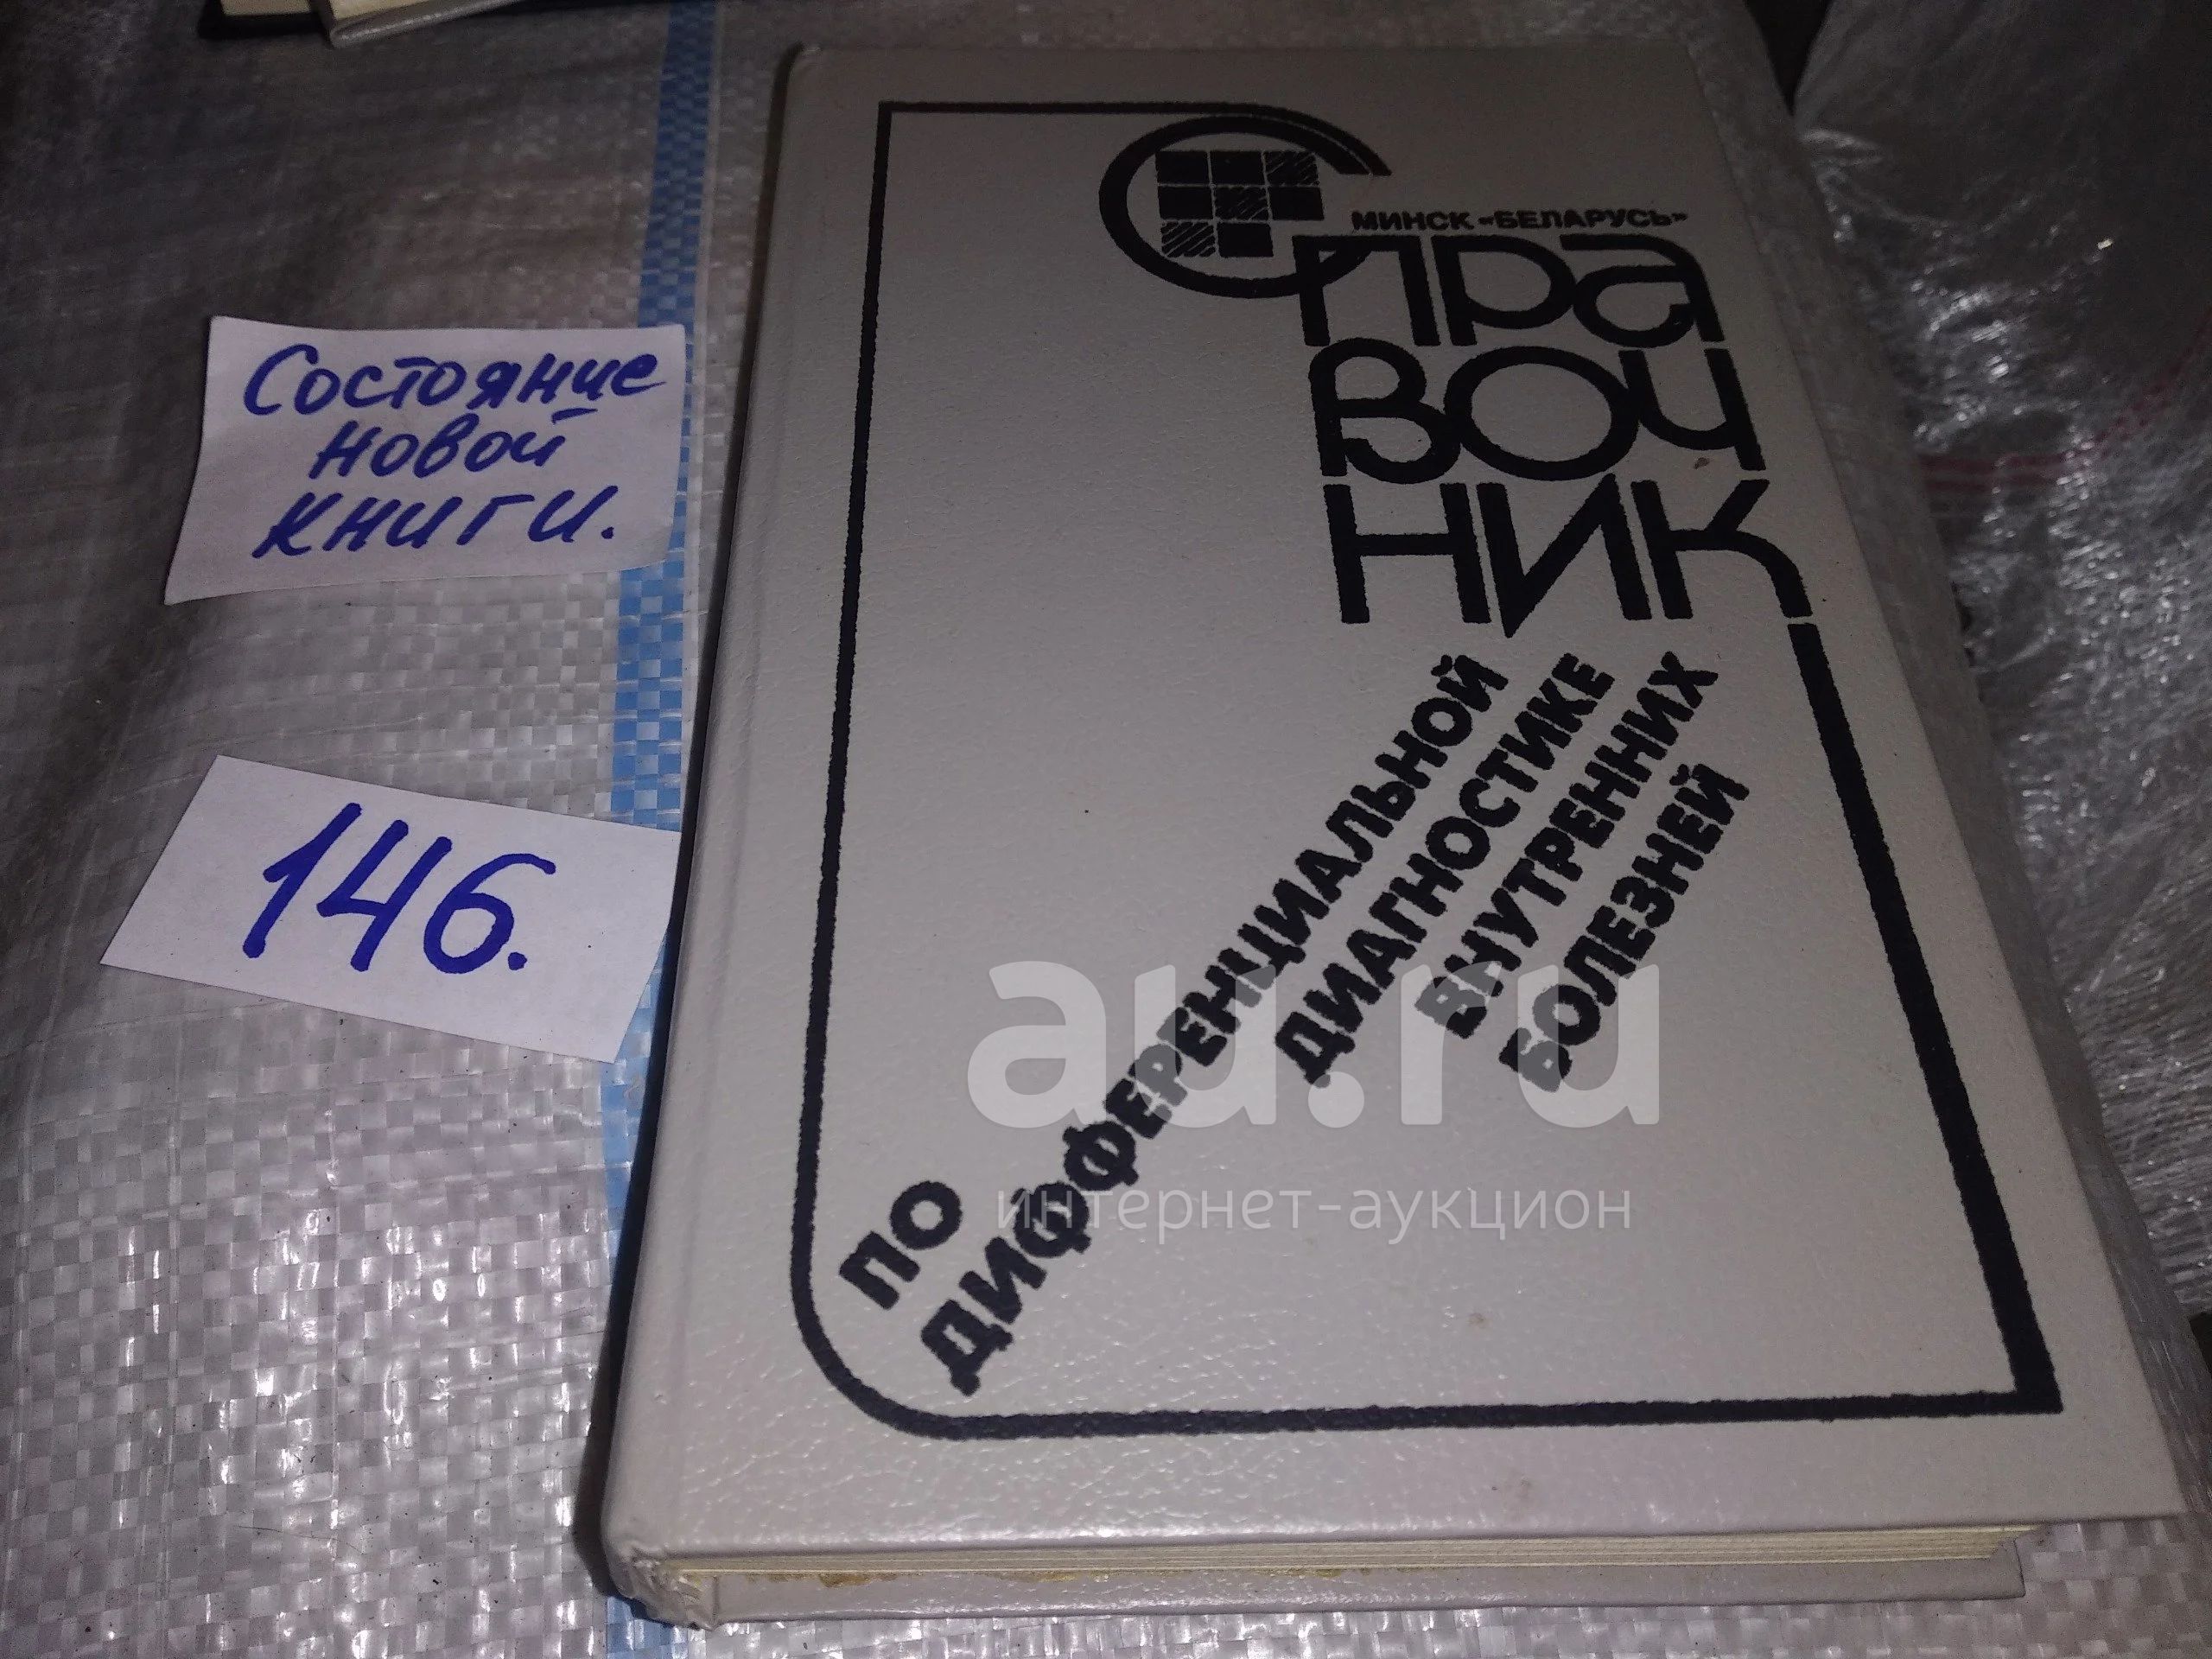 Состояние
новой
книги.
146.
МИНСК «БЕЛАРУСЬ»
Спра
воч
ник
ПО
ДИФФЕРЕНЦИАЛЬНОЙ
ДИАГНОСТИКЕ
ВНУТРЕННИХ
БОЛЕЗНЕЙ
au.ru
интернет-аукцион